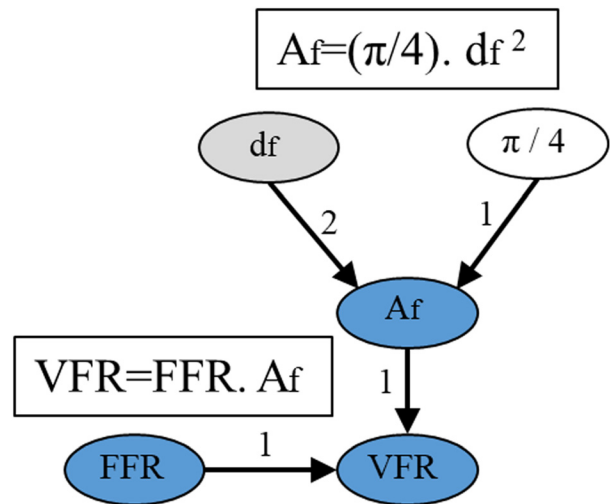 Af=(π/4). df ²
df
π / 4
2
1
Af
VFR=FFR. Af
1
FFR
1
VFR